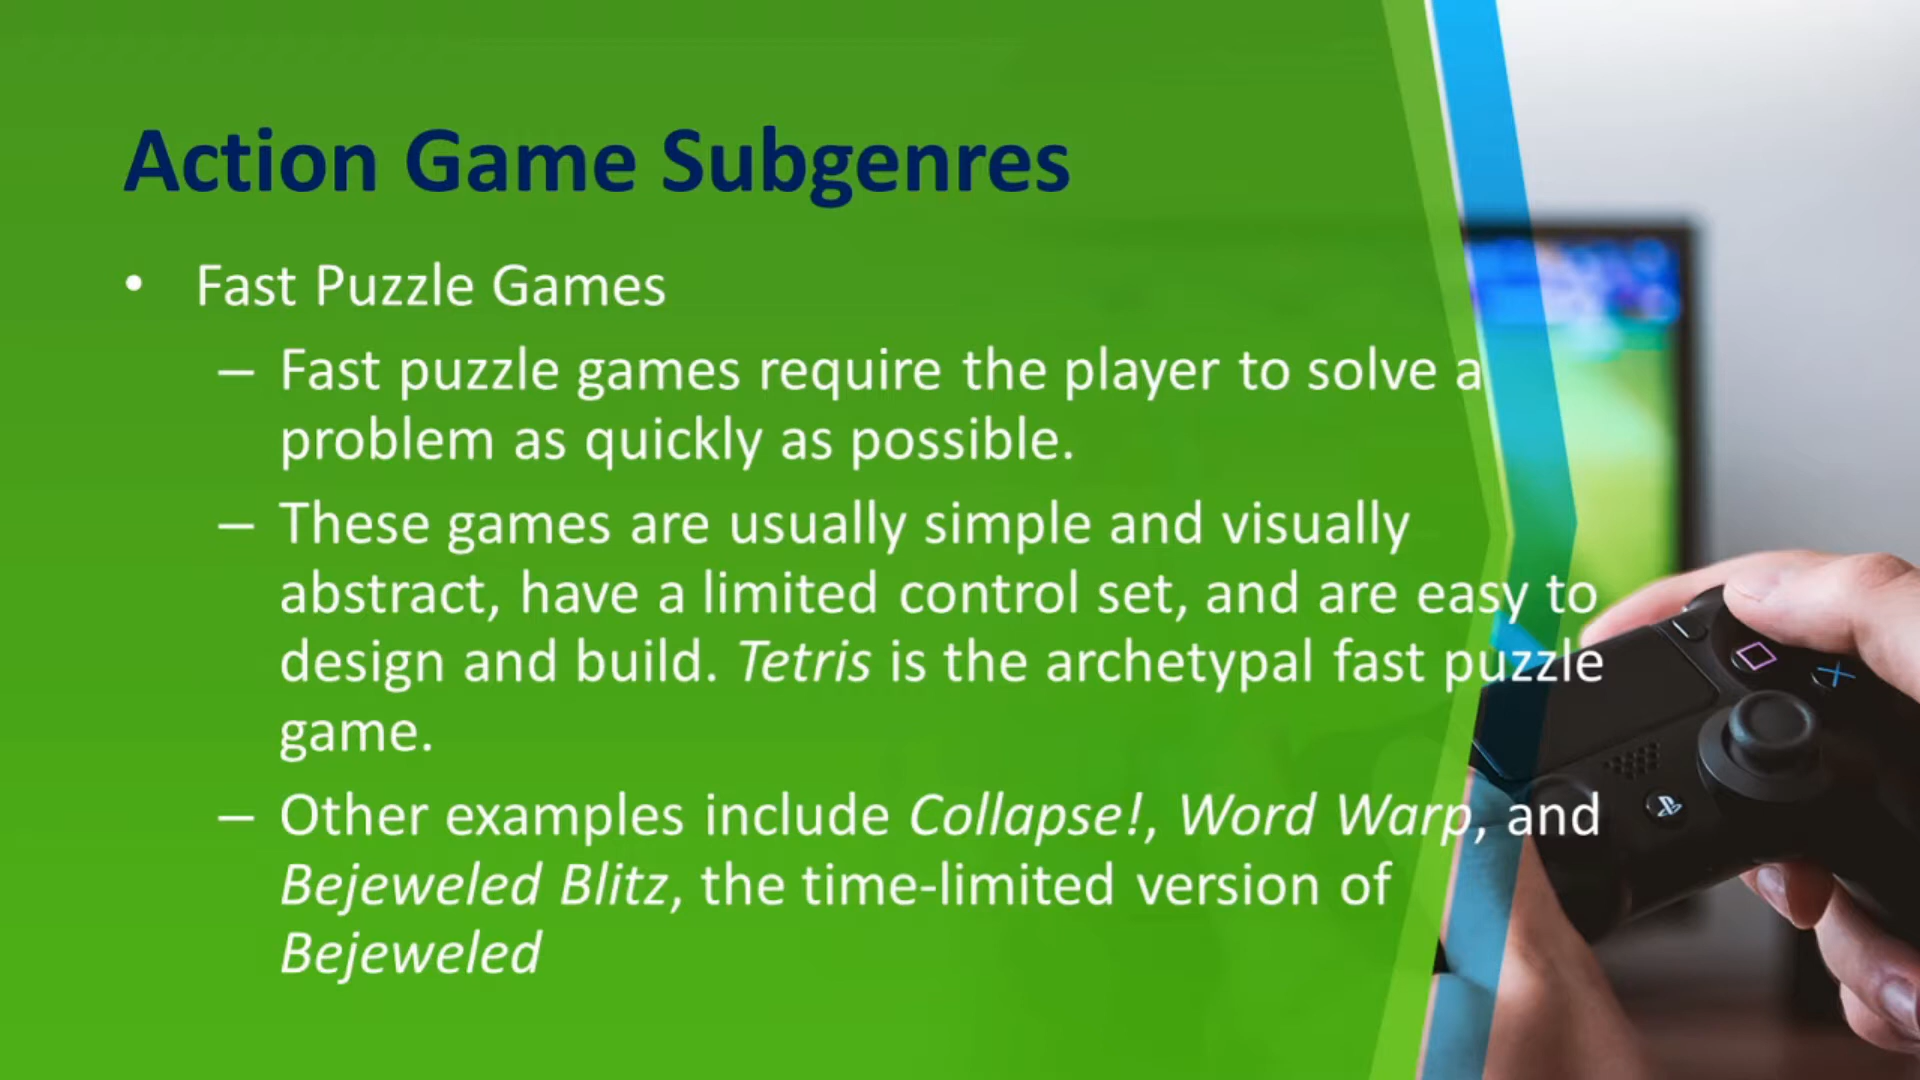 Action Game Subgenres
• Fast Puzzle Games
– Fast puzzle games require the player to solve a
problem as quickly as possible.
– These games are usually simple and visually
abstract, have a limited control set, and are easy to
design and build. Tetris is the archetypal fast puzzle
game.
– Other examples include Collapse!, Word Warp, and
Bejeweled Blitz, the time-limited version of
Bejeweled